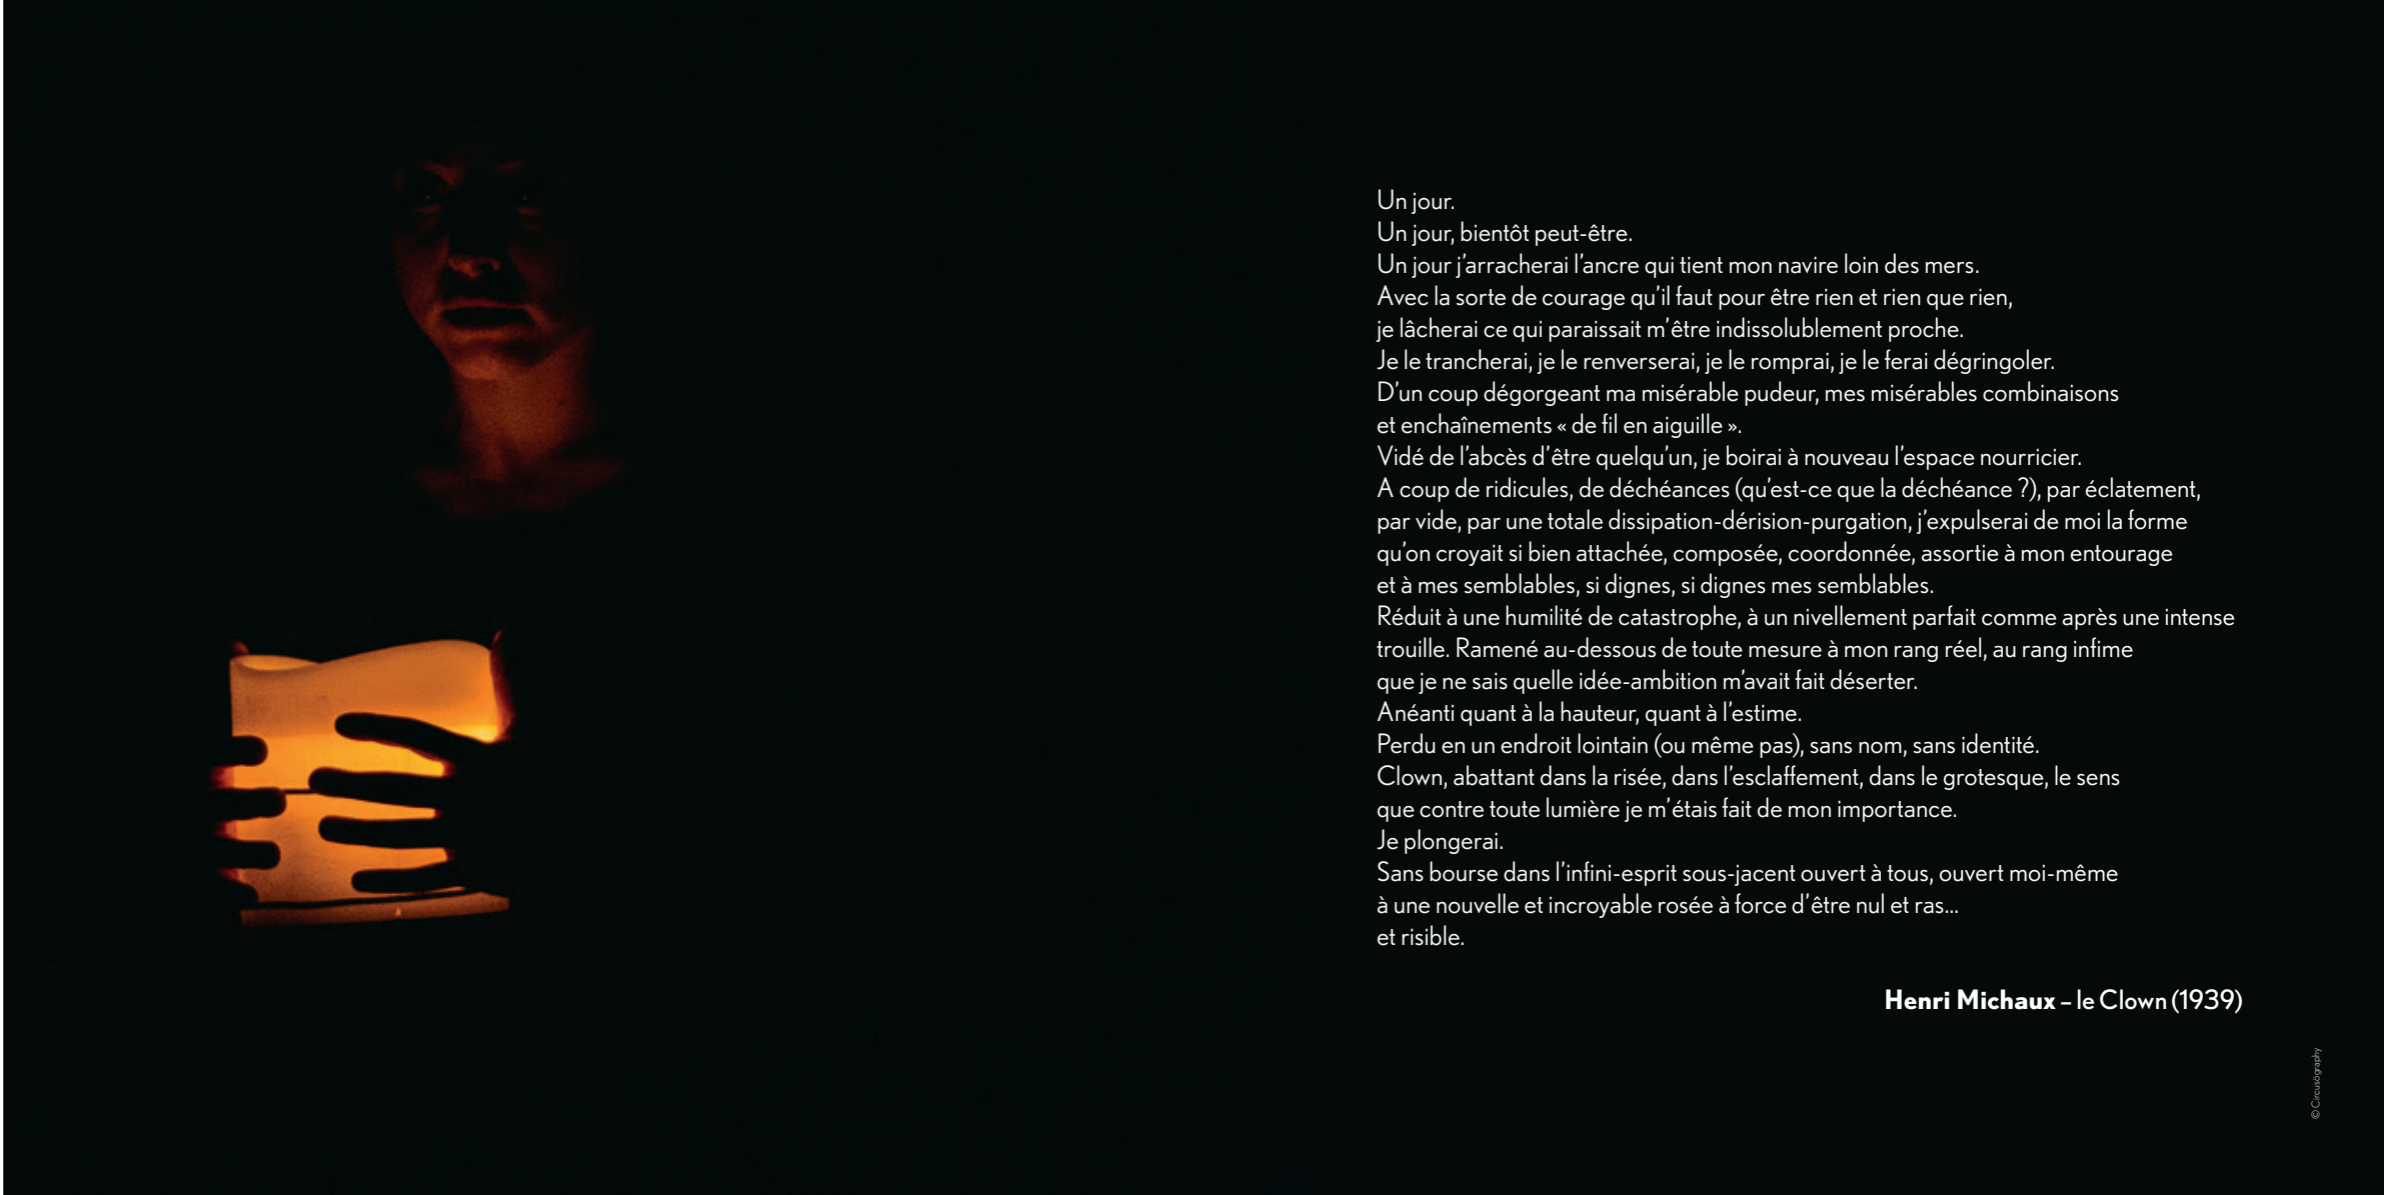 Un jour.
Un jour, bientôt peut-être.
Un jour j'arracherai l'ancre qui tient mon navire loin des mers.
Avec la sorte de courage qu'il faut pour être rien et rien que rien,
je lâcherai ce qui paraissait m'être indissolublement proche.
Je le trancherai, je le renverserai, je le romprai, je le ferai dégringoler.
D'un coup dégorgeant ma misérable pudeur, mes misérables combinaisons
et enchaînements « de fil en aiguille ».
Vidé de l'abcès d'être quelqu'un, je boirai à nouveau l'espace nourricier.
A coup de ridicules, de déchéances (qu'est-ce que la déchéance ?), par éclatement,
par vide, par une totale dissipation-dérision-purgation, j'expulserai de moi la forme
qu'on croyait si bien attachée, composée, coordonnée, assortie à mon entourage
et à mes semblables, si dignes, si dignes mes semblables.
Réduit à une humilité de catastrophe, à un nivellement parfait comme après une intense
trouille. Ramené au-dessous de toute mesure à mon rang réel, au rang infime
que je ne sais quelle idée-ambition m'avait fait déserter.
Anéanti quant à la hauteur, quant à l'estime.
Perdu en un endroit lointain (ou même pas), sans nom, sans identité.
Clown, abattant dans la risée, dans l'esclaffement, dans le grotesque, le sens
que contre toute lumière je m'étais fait de mon importance.
Je plongerai.
Sans bourse dans l'infini-esprit sous-jacent ouvert à tous, ouvert moi-même
à une nouvelle et incroyable rosée à force d'être nul et ras...
et risible.
Henri Michaux – le Clown (1939)
© Circusögraphy